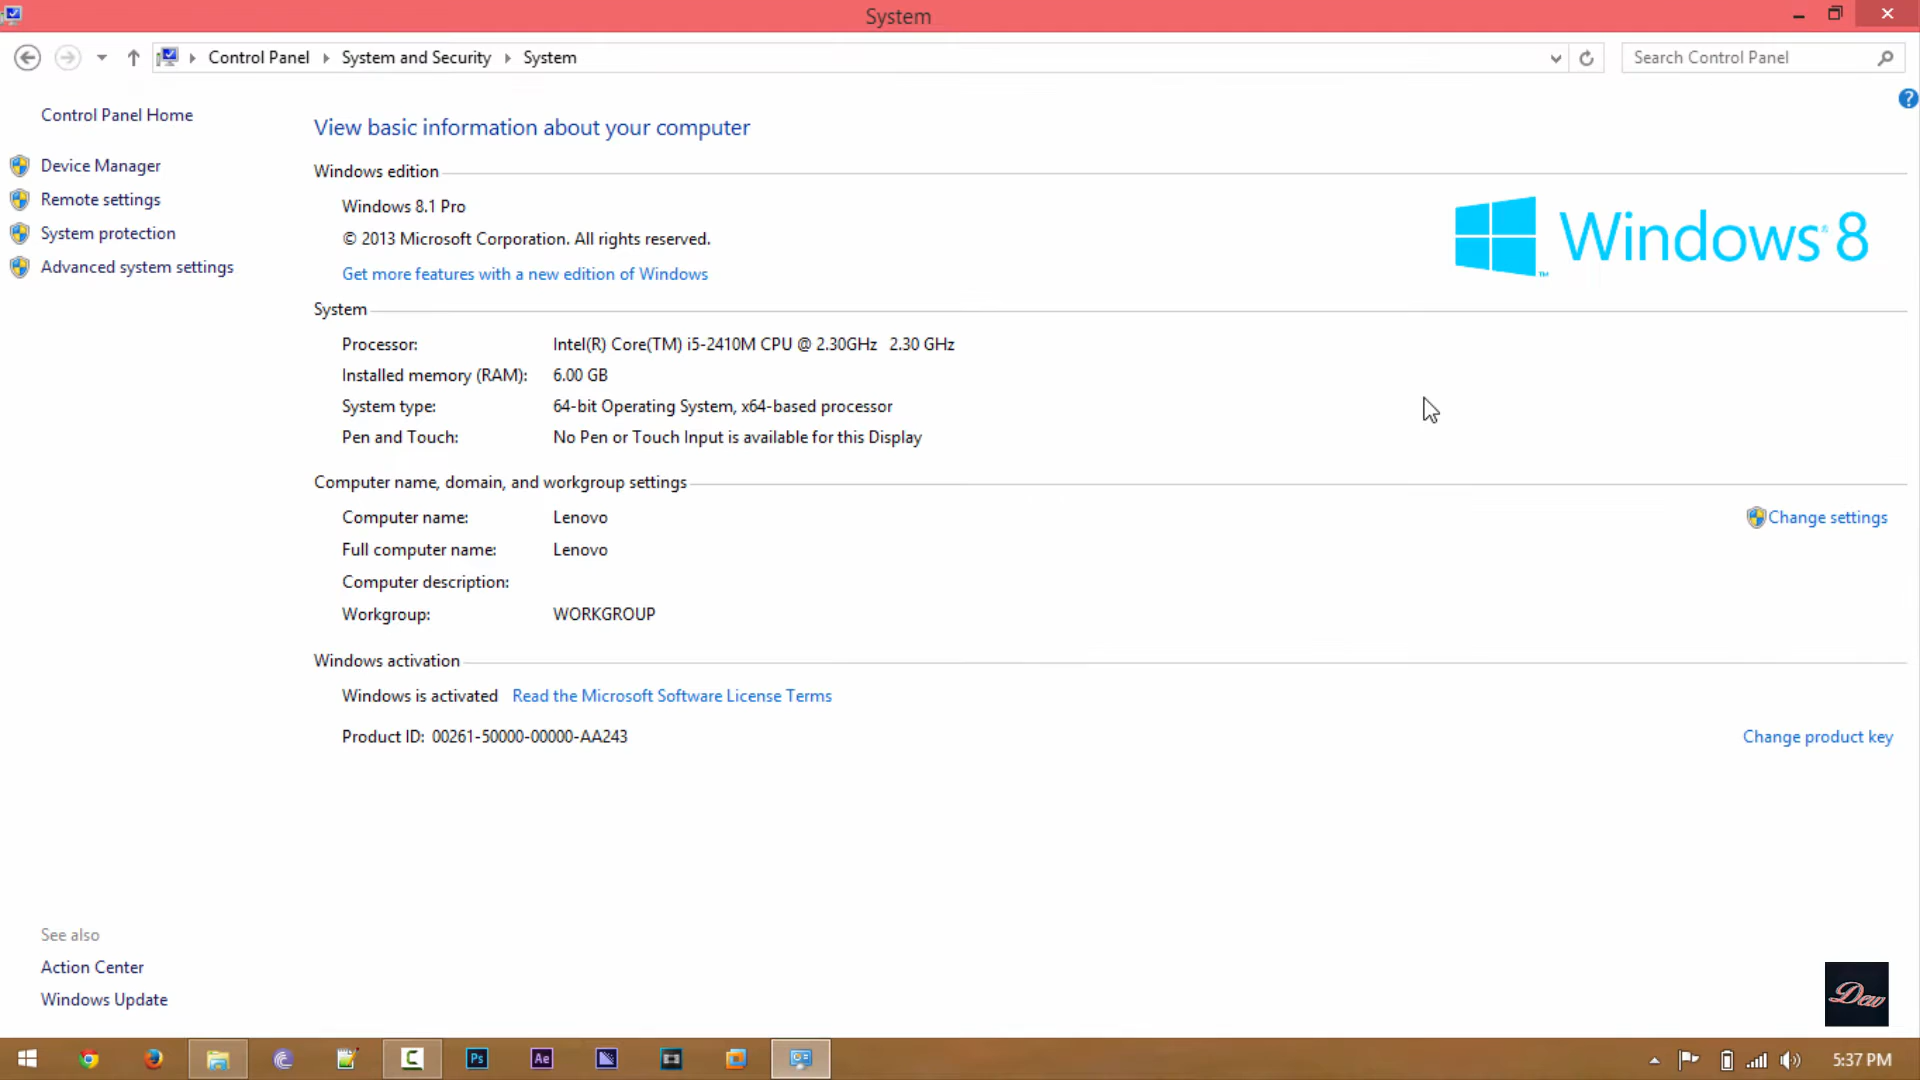 System
Control Panel System and Security System
Search Control Panel
Control Panel Home
Device Manager
Remote settings
System protection
Advanced system settings
View basic information about your computer
Windows edition
Windows 8.1 Pro
© 2013 Microsoft Corporation. All rights reserved.
Get more features with a new edition of Windows
Windows 8
System
Processor: Intel(R) Core(TM) i5-2410M CPU @ 2.30GHz 2.30 GHz
Installed memory (RAM): 6.00 GB
System type: 64-bit Operating System, x64-based processor
Pen and Touch: No Pen or Touch Input is available for this Display
Computer name, domain, and workgroup settings
Computer name: Lenovo
Change settings
Full computer name: Lenovo
Computer description:
Workgroup: WORKGROUP
Windows activation
Windows is activated Read the Microsoft Software License Terms
Product ID: 00261-50000-00000-AA243
Change product key
See also
Action Center
Windows Update
Dew
Ps
Ae
5:37 PM